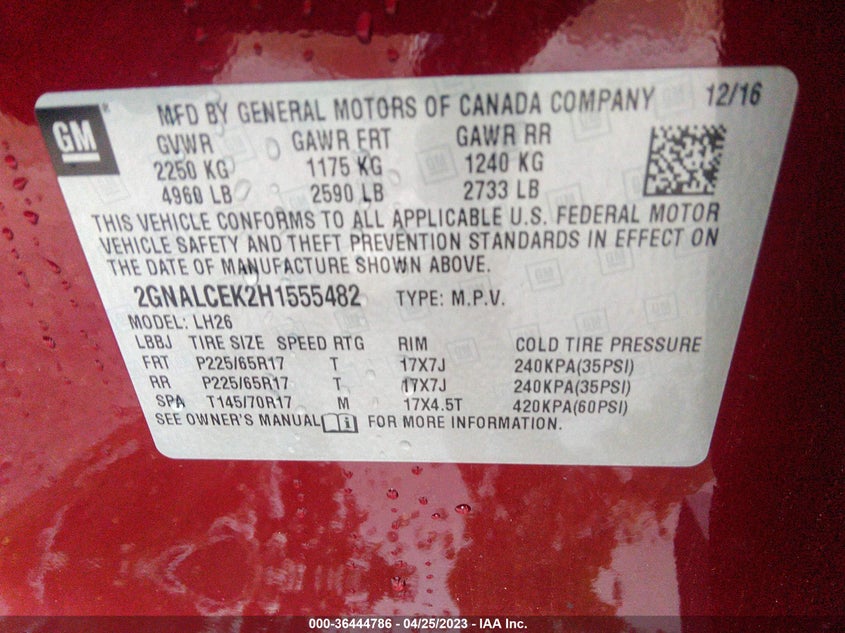 GM ® MFD BY GENERAL MOTORS OF CANADA COMPANY 12/16
GVWR GAWR FRT GAWR RR
2250 KG 1175 KG 1240 KG
4960 LB 2590 LB 2733 LB
THIS VEHICLE CONFORMS TO ALL APPLICABLE U.S. FEDERAL MOTOR
VEHICLE SAFETY AND THEFT PREVENTION STANDARDS IN EFFECT ON
THE DATE OF MANUFACTURE SHOWN ABOVE.
2GNALCEK2H1555482 TYPE: M.P.V.
MODEL: LH26
LBBJ TIRE SIZE SPEED RTG RIM COLD TIRE PRESSURE
FRT P225/65R17 T 17X7J 240KPA(35PSI)
RR P225/65R17 T 17X7J 240KPA(35PSI)
SPA T145/70R17 M 17X4.5T 420KPA(60PSI)
SEE OWNER'S MANUAL FOR MORE INFORMATION.
000-36444786 - 04/25/2023 - IAA Inc.